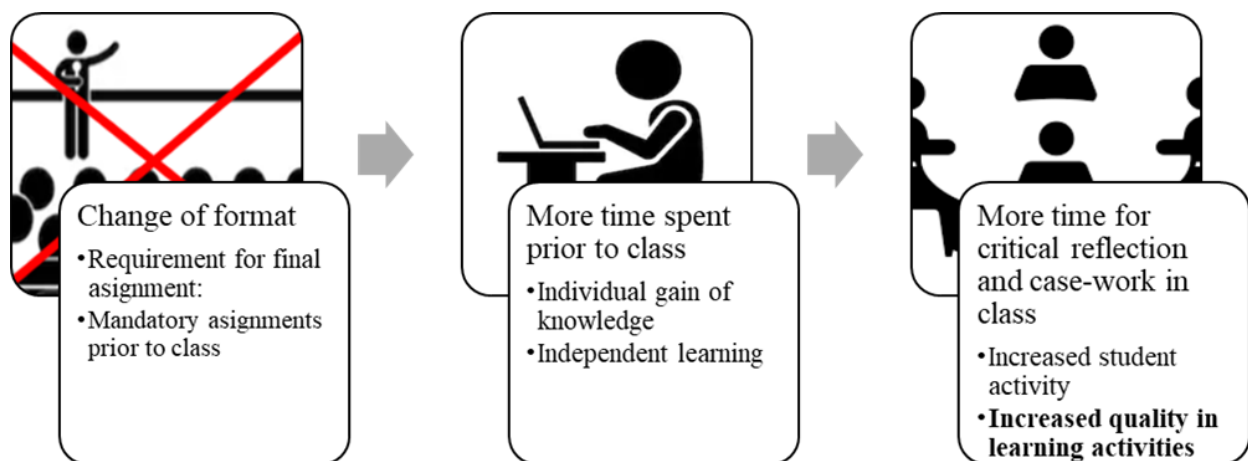 Change of format
•Requirement for final
asignment:
•Mandatory asignments
prior to class
More time spent
prior to class
•Individual gain of
knowledge
•Independent learning
More time for
critical reflection
and case-work in
class
•Increased student
activity
•Increased quality in
learning activities